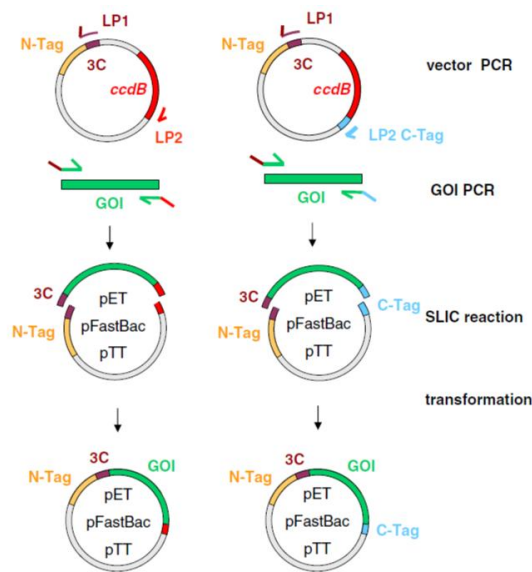 LP1
LP1
N-Tag
N-Tag
3C
3C
vector PCR
ccdB
ccdB
LP2
LP2 C-Tag
GOI PCR
GOI
GOI
3C
3C
pET
pET
C-Tag
SLIC reaction
N-Tag
pFastBac
N-Tag
pFastBac
pTT
pTT
transformation
3C
GOI
3C
GOI
N-Tag
N-Tag
pET
pET
pFastBac
pFastBac
C-Tag
pTT
pTT